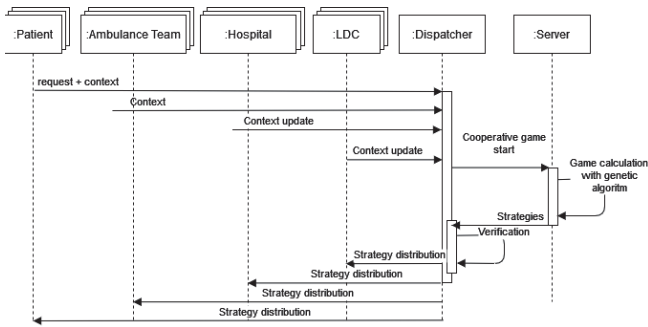 :Patient
:Ambulance Team
:Hospital
:LDC
:Dispatcher
:Server
request + context
Context
Context update
Context update
Cooperative game
start
Game calculation
with genetic
algoritm
Strategies
Verification
Strategy distribution
Strategy distribution
Strategy distribution
Strategy distribution